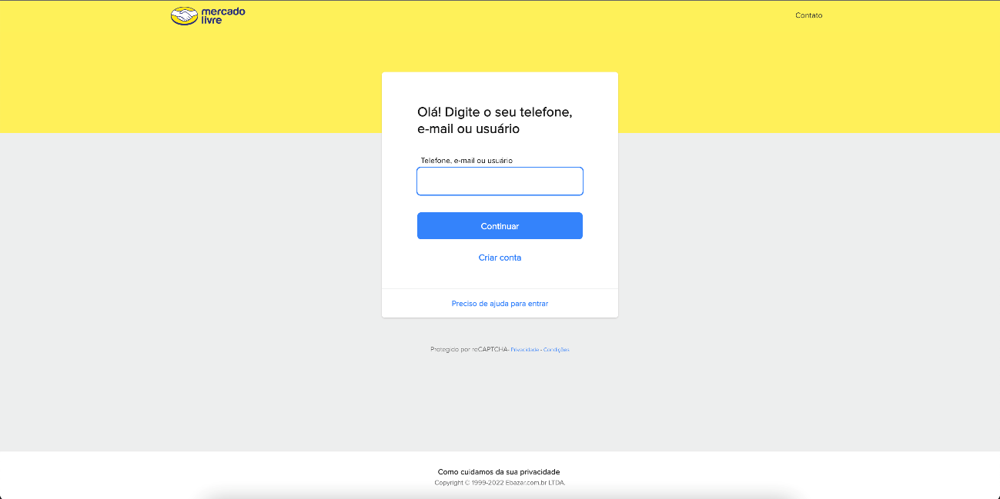 mercado
livre
Contato
Olá! Digite o seu telefone,
e-mail ou usuário
Telefone, e-mail ou usuário
Continuar
Criar conta
Preciso de ajuda para entrar
Protegido por reCAPTCHA- Privacidade - Condições
Como cuidamos da sua privacidade
Copyright © 1999-2022 Ebazar.com.br LTDA.